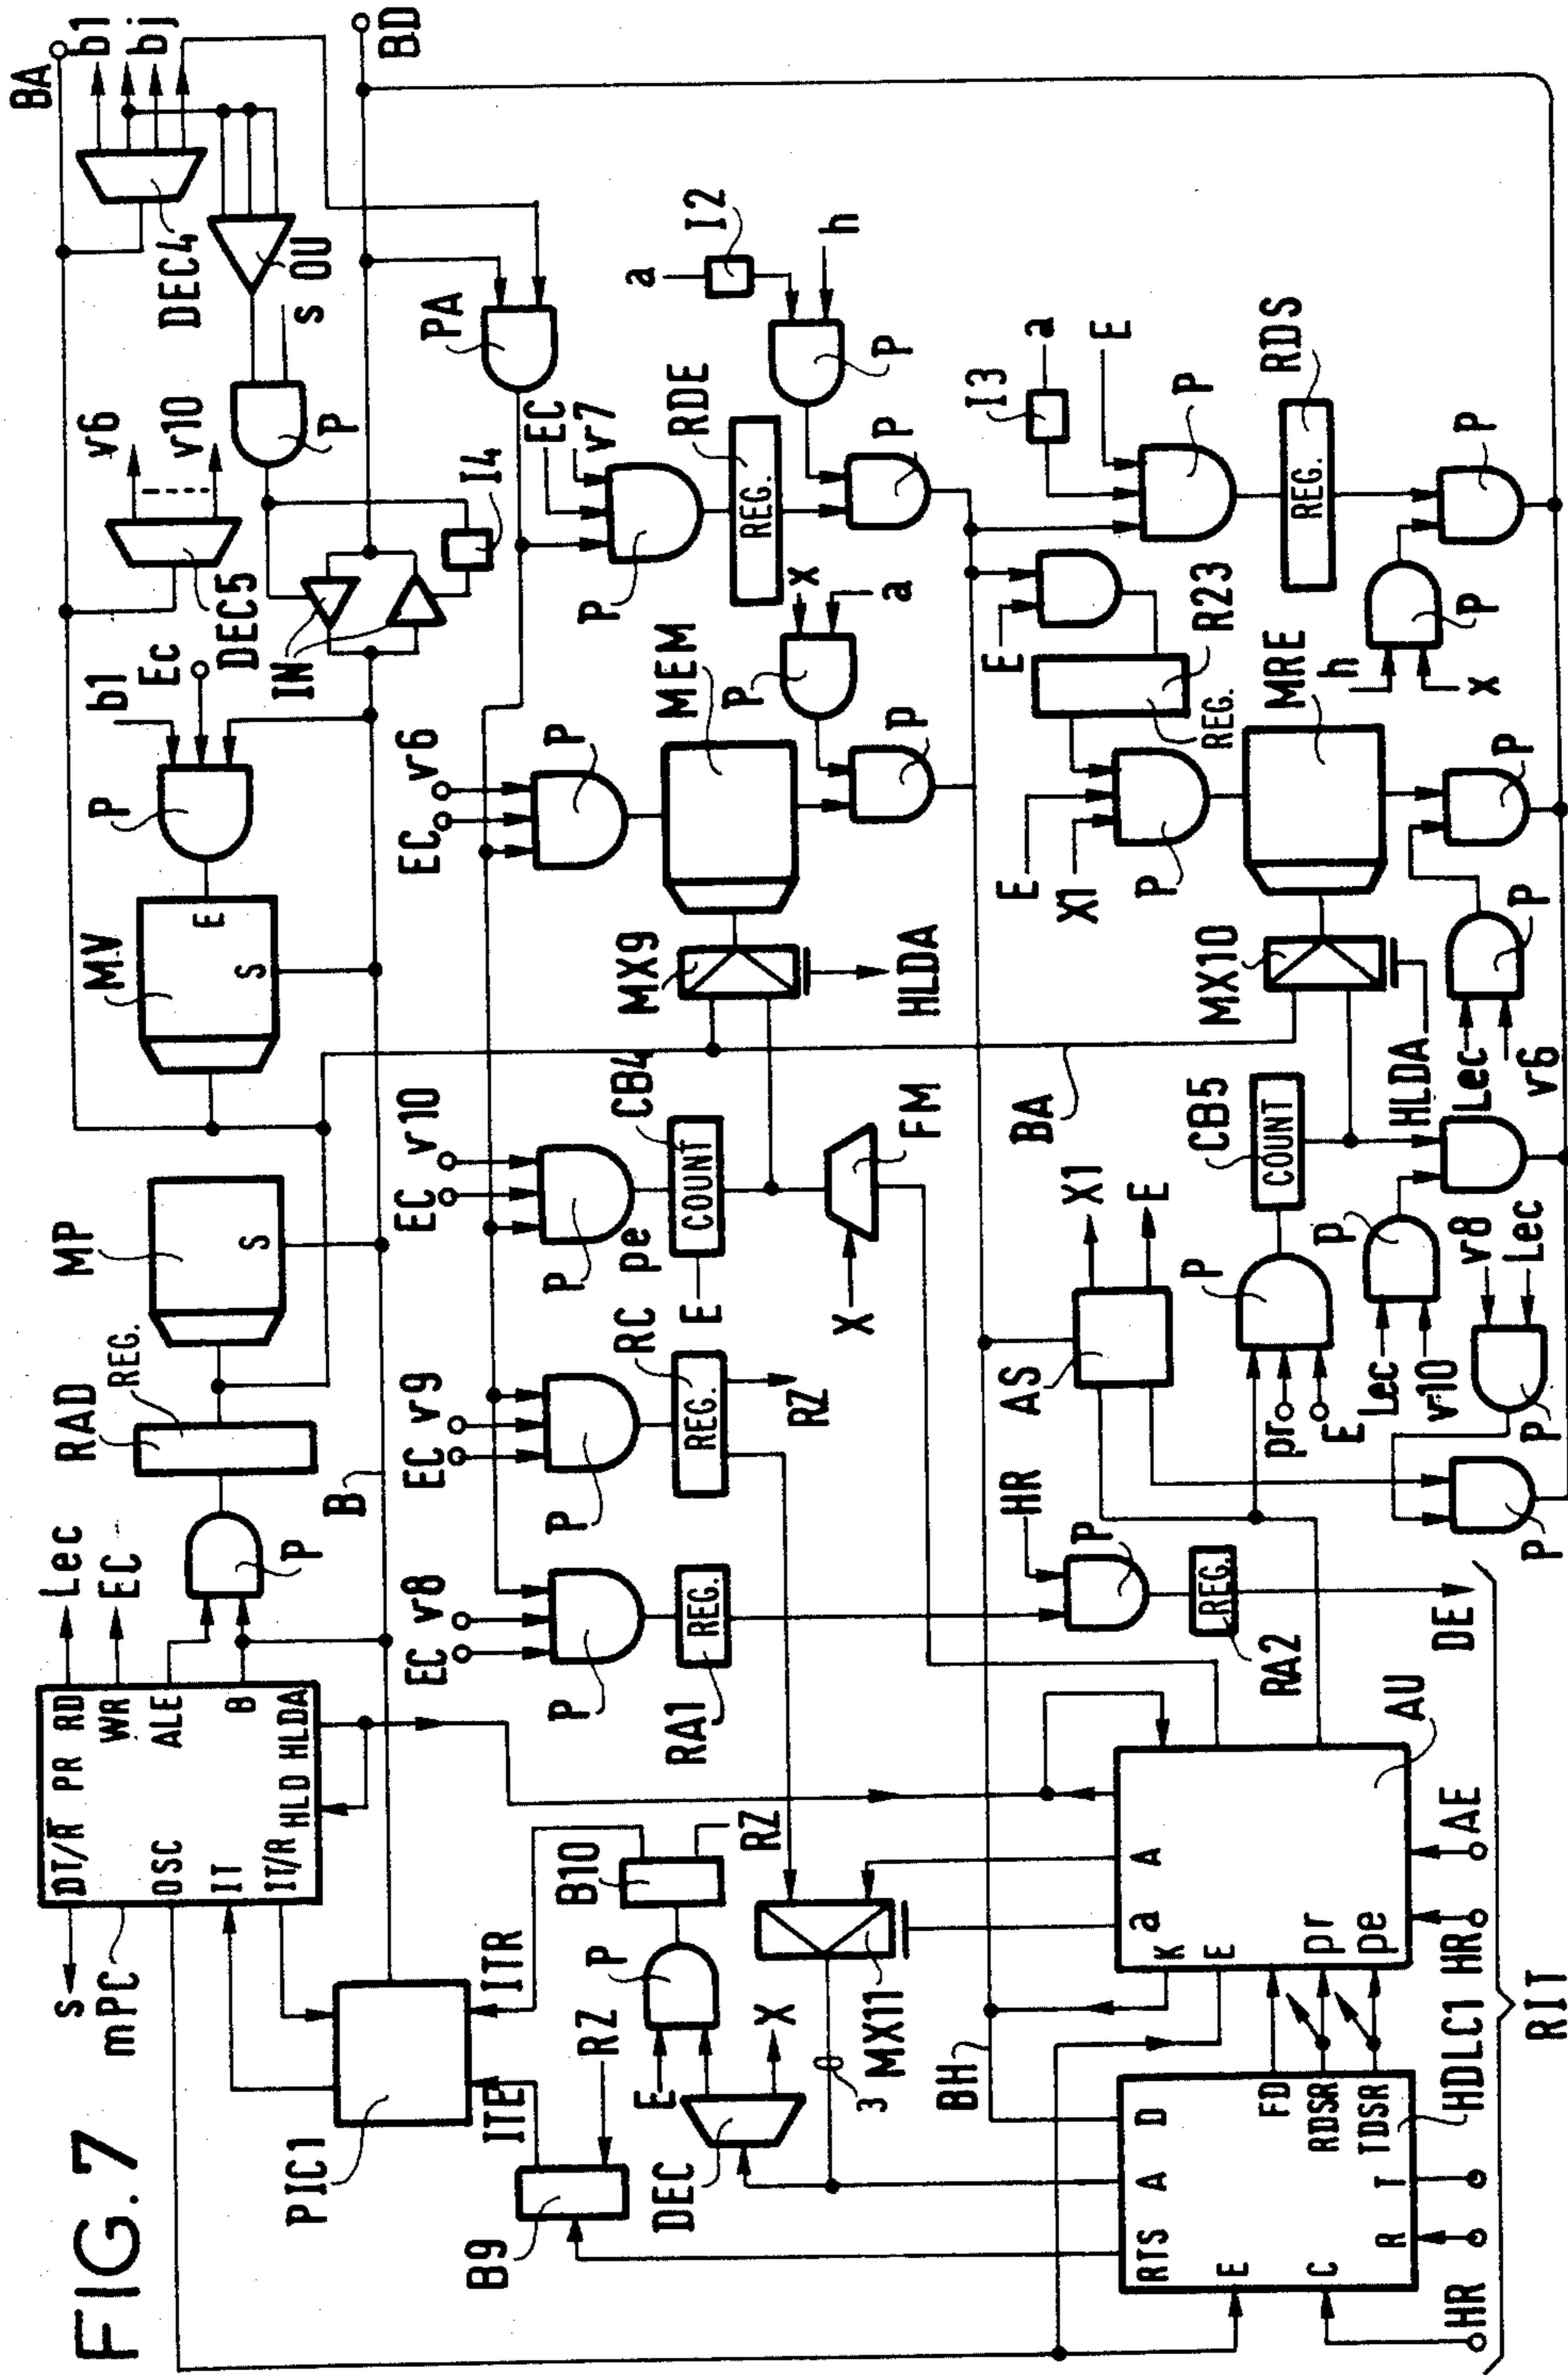 FIG. 7
DT/R̅
PR
RD
Lec
WR
EC
ALE
B
HLDA
HLD
IT/R
IT
OSC
s
mPC
P
RAD
REG.
MP
S
B
MV
E
S
P
b1
Ec
DEC5
v6
v10
IN
I4
P
s
OU
DEC4
BA
b1
bj
BD
PIC1
ITE
ITR
B9
B10
RZ
RZ
P
E
X
DEC
3
MX11
EC
v8
P
RA1
REG.
EC
v9
P
RC
REG.
RZ
EC
v10
P
pe
E
COUNT
CB4
X
FM
EC
v6
P
MX9
HLDA
MEM
P
x
a
P
PA
EC
v7
P
RDE
REG.
a
I2
h
P
P
BH
BA
HR
P
REG.
RA2
DE
AS
X1
E
P
pr
E
CB5
COUNT
MX10
HLDA
E
X1
P
MRE
E
R23
REG.
I3
a
E
P
RDS
REG.
h
x
P
P
P
Lec
v6
P
Lec
v10
P
v8
Lec
P
P
RTS
A
D
E
FD
RDSR
TDSR
C
R
T
HR
HDLC1
a
A
K
E
pr
pe
HR
AE
AU
RIT